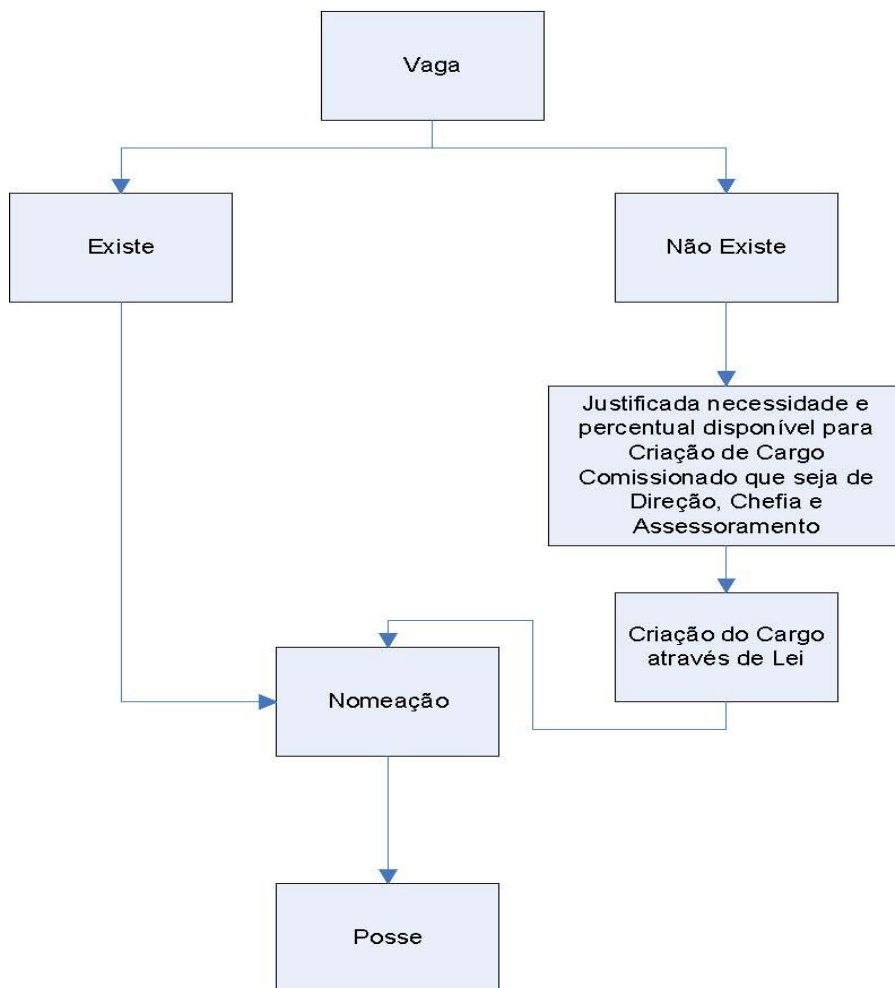 Vaga
Existe
Não Existe
Justificada necessidade e
percentual disponível para
Criação de Cargo
Comissionado que seja de
Direção, Chefia e
Assessoramento
Criação do Cargo
através de Lei
Nomeação
Posse